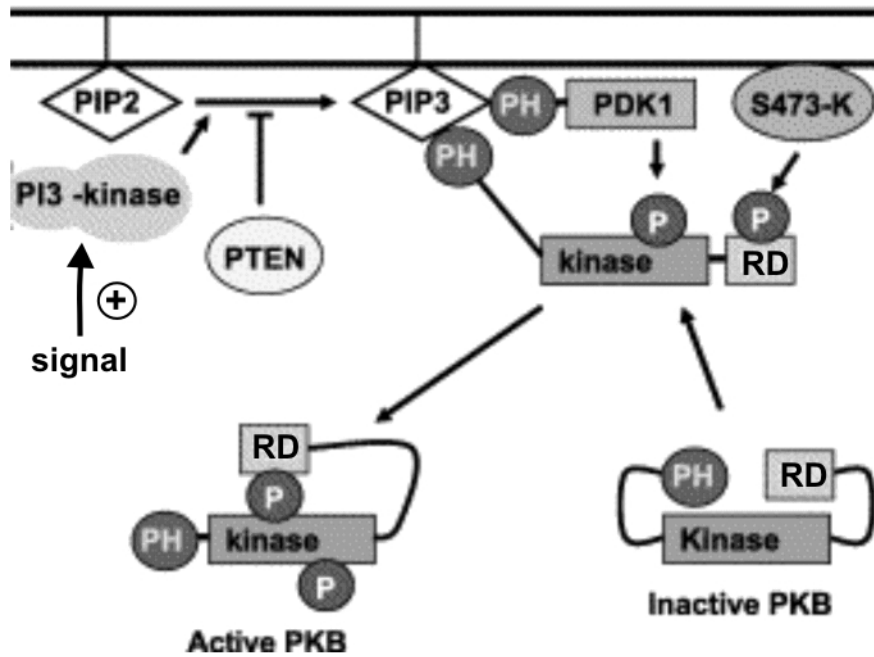 PIP2
PIP3
PH
PDK1
S473-K
PH
PI3 -kinase
P
P
PTEN
kinase
RD
+
signal
RD
PH
RD
P
PH
kinase
Kinase
P
Inactive PKB
Active PKB